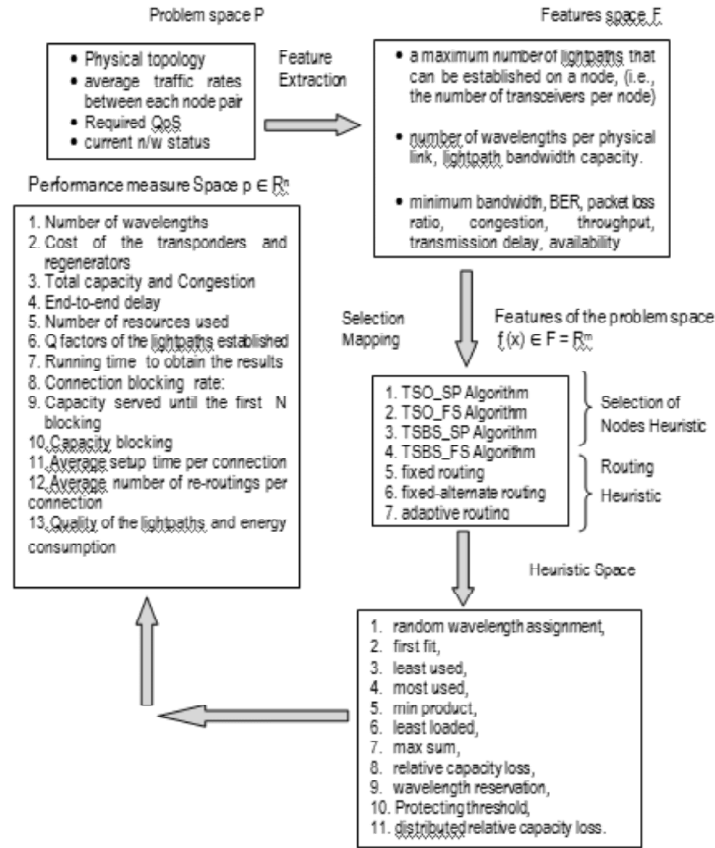 Problem space P
Features space F
• Physical topology
• average traffic rates
between each node pair
• Required QoS
• current n/w status
Feature
Extraction
• a maximum number of lightpaths that
can be established on a node, (i.e.,
the number of transceivers per node)
• number of wavelengths per physical
link, lightpath bandwidth capacity.
• minimum bandwidth, BER, packet loss
ratio, congestion, throughput,
transmission delay, availability
Performance measure Space p ∈ Rⁿ
1. Number of wavelengths
2. Cost of the transponders and
regenerators
3. Total capacity and Congestion
4. End-to-end delay
5. Number of resources used
6. Q factors of the lightpaths established
7. Running time to obtain the results
8. Connection blocking rate:
9. Capacity served until the first N
blocking
10. Capacity blocking
11. Average setup time per connection
12. Average number of re-routings per
connection
13. Quality of the lightpaths and energy
consumption
Selection
Mapping
Features of the problem space
f(x) ∈ F = Rᵐ
1. TSO_SP Algorithm
2. TSO_FS Algorithm
3. TSBS_SP Algorithm
4. TSBS_FS Algorithm
5. fixed routing
6. fixed-alternate routing
7. adaptive routing
Selection of
Nodes Heuristic
Routing
Heuristic
Heuristic Space
1. random wavelength assignment,
2. first fit,
3. least used,
4. most used,
5. min product,
6. least loaded,
7. max sum,
8. relative capacity loss,
9. wavelength reservation,
10. Protecting threshold,
11. distributed relative capacity loss.